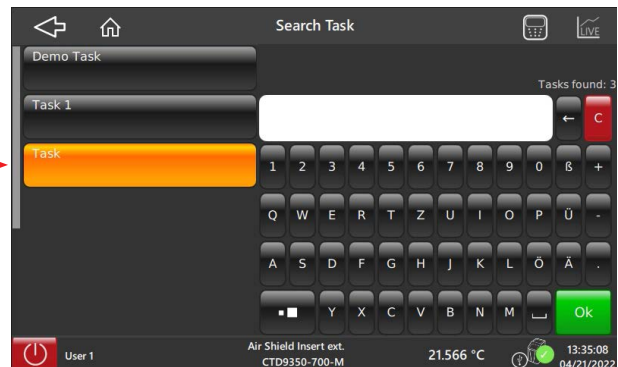 Search Task
LIVE
Demo Task
Tasks found: 3
Task 1
← C
Task
1 2 3 4 5 6 7 8 9 0 ß +
Q W E R T Z U I O P Ü -
A S D F G H J K L Ö Ä .
Y X C V B N M Ok
User 1
Air Shield Insert ext.
CTD9350-700-M
21.566 °C
13:35:08
04/21/2022